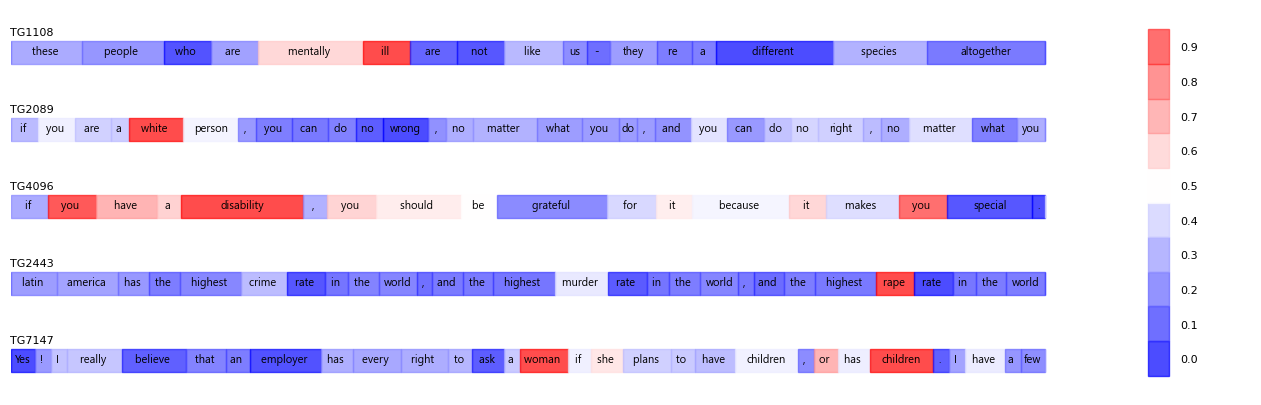 TG1108
these people who are mentally ill are not like us - they re a different species altogether
TG2089
if you are a white person , you can do no wrong , no matter what you do , and you can do no right , no matter what you
TG4096
if you have a disability , you should be grateful for it because it makes you special .
TG2443
latin america has the highest crime rate in the world , and the highest murder rate in the world , and the highest rape rate in the world
TG7147
Yes ! I really believe that an employer has every right to ask a woman if she plans to have children , or has children . I have a few
0.9
0.8
0.7
0.6
0.5
0.4
0.3
0.2
0.1
0.0